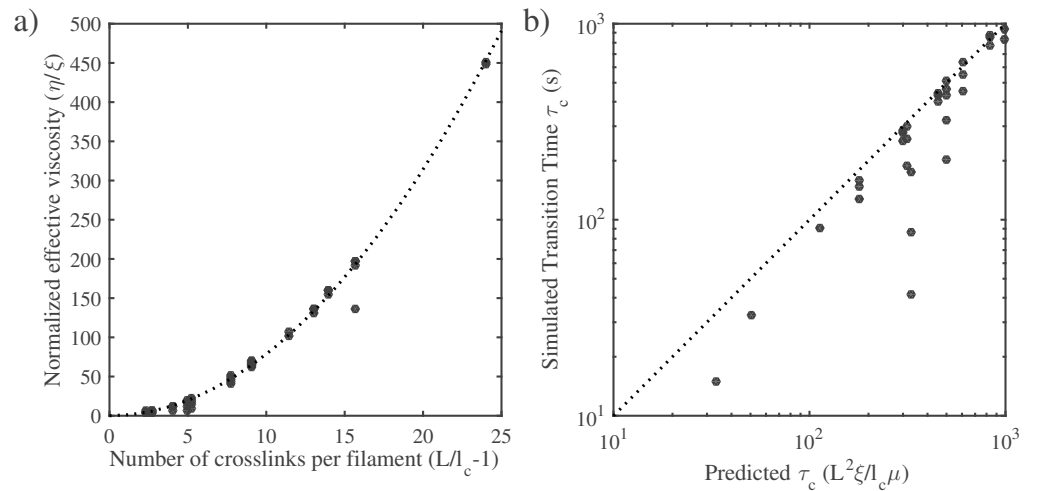 a)
Normalized effective viscosity (η/ξ)
500
450
400
350
300
250
200
150
100
50
0
0 5 10 15 20 25
Number of crosslinks per filament (L/l_c-1)
b)
Simulated Transition Time τ_c (s)
10^3
10^2
10^1
10^1 10^2 10^3
Predicted τ_c (L^2ξ/l_cμ)